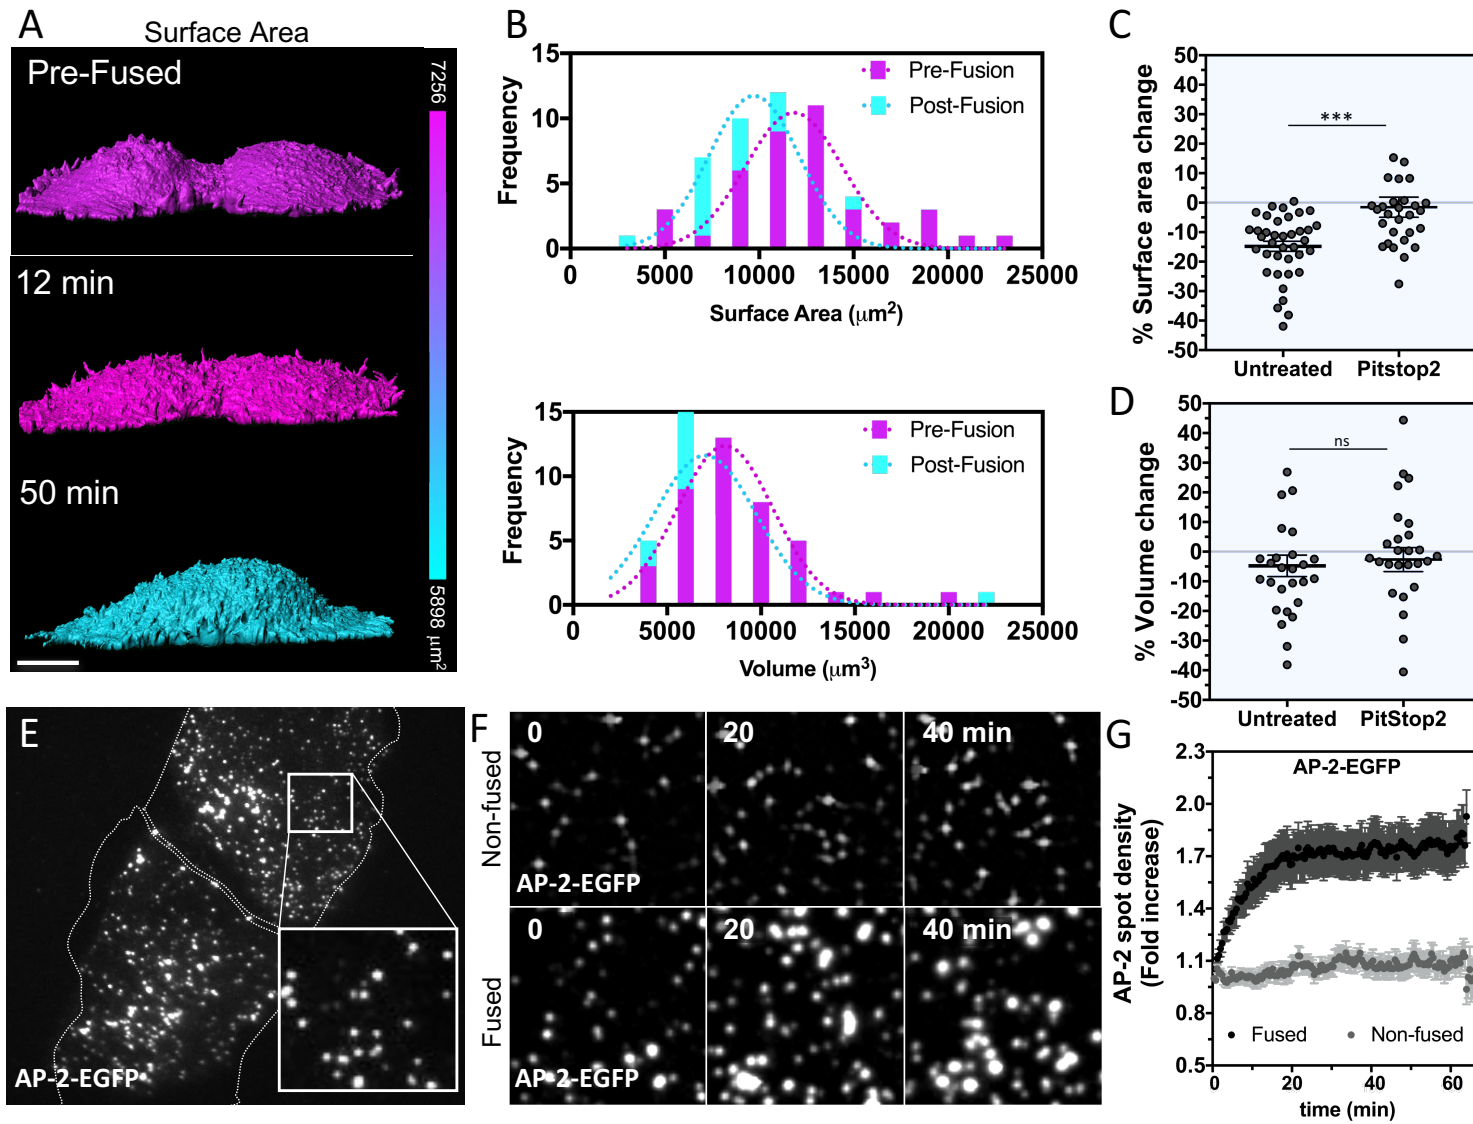 A
Surface Area
Pre-Fused
12 min
50 min
7256
5898 µm²
B
15
10
5
0
Frequency
Pre-Fusion
Post-Fusion
0 5000 10000 15000 20000 25000
Surface Area (µm²)
15
10
5
0
Frequency
Pre-Fusion
Post-Fusion
0 5000 10000 15000 20000 25000
Volume (µm³)
C
% Surface area change
50
40
30
20
10
0
-10
-20
-30
-40
-50
***
Untreated Pitstop2
D
% Volume change
50
40
30
20
10
0
-10
-20
-30
-40
-50
ns
Untreated PitStop2
E
AP-2-EGFP
F
Non-fused
0 20 40 min
AP-2-EGFP
Fused
0 20 40 min
AP-2-EGFP
G
AP-2 spot density
(Fold increase)
2.3
2.0
1.7
1.4
1.1
0.8
0.5
AP-2-EGFP
Fused Non-fused
0 20 40 60
time (min)